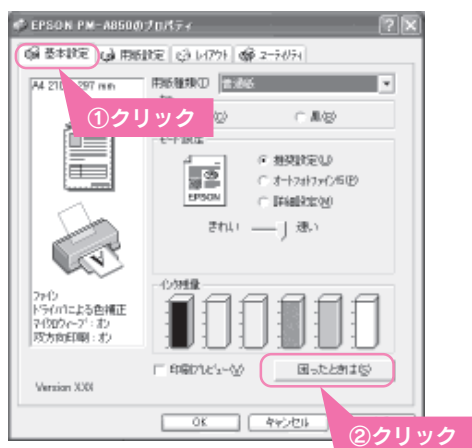 EPSON PM-A850のプロパティ
基本設定
用紙設定
レイアウト
ユーティリティ
①クリック
用紙種類(T)
普通紙
黒(B)
モード設定
推奨設定(U)
オートフォトファイン!5(P)
詳細設定(M)
EPSON
きれい
速い
ファイン
ドライバによる色補正
マイクロウィーブ:オン
双方向印刷:オン
インク残量
印刷プレビュー(V)
困ったときは(S)
Version X.XX
OK
キャンセル
②クリック